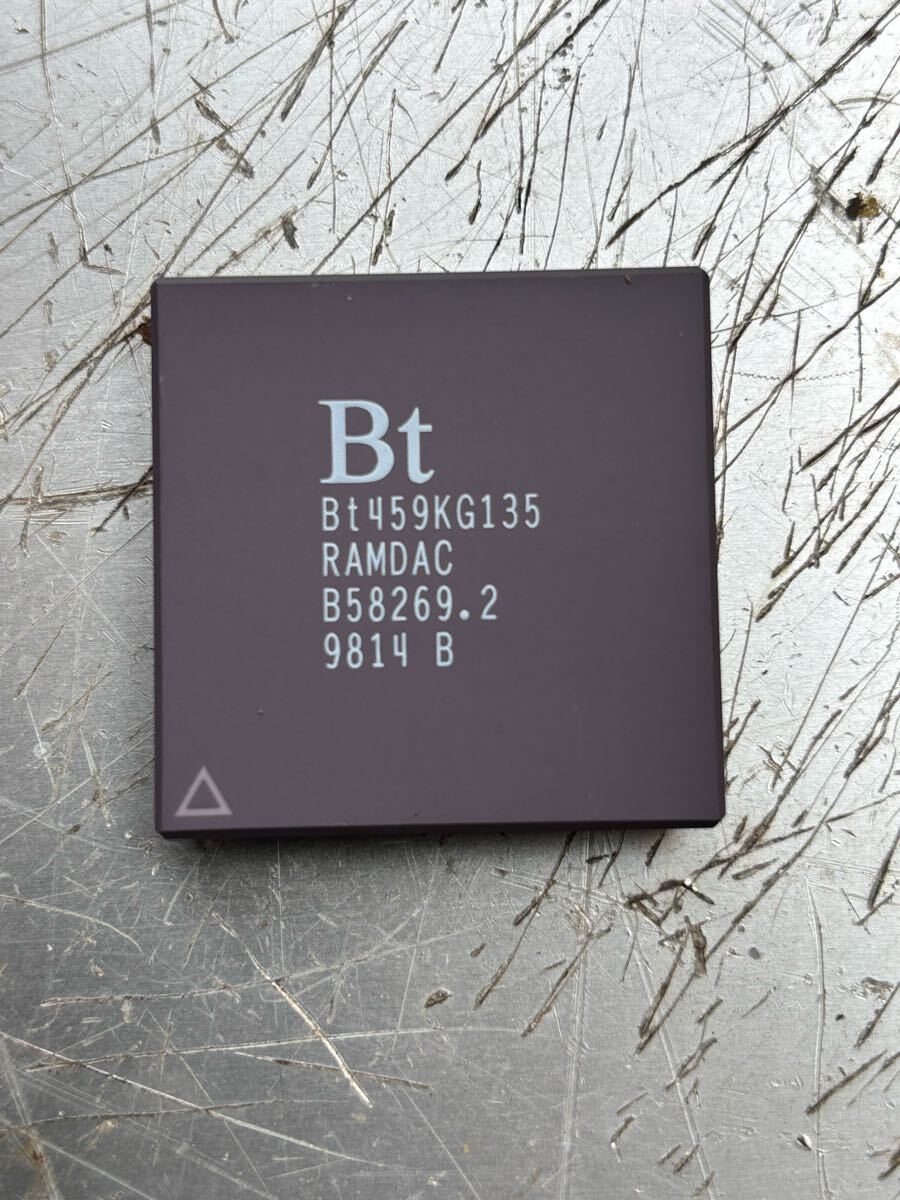 Bt
Bt459KG135
RAMDAC
B58269.2
9814 B